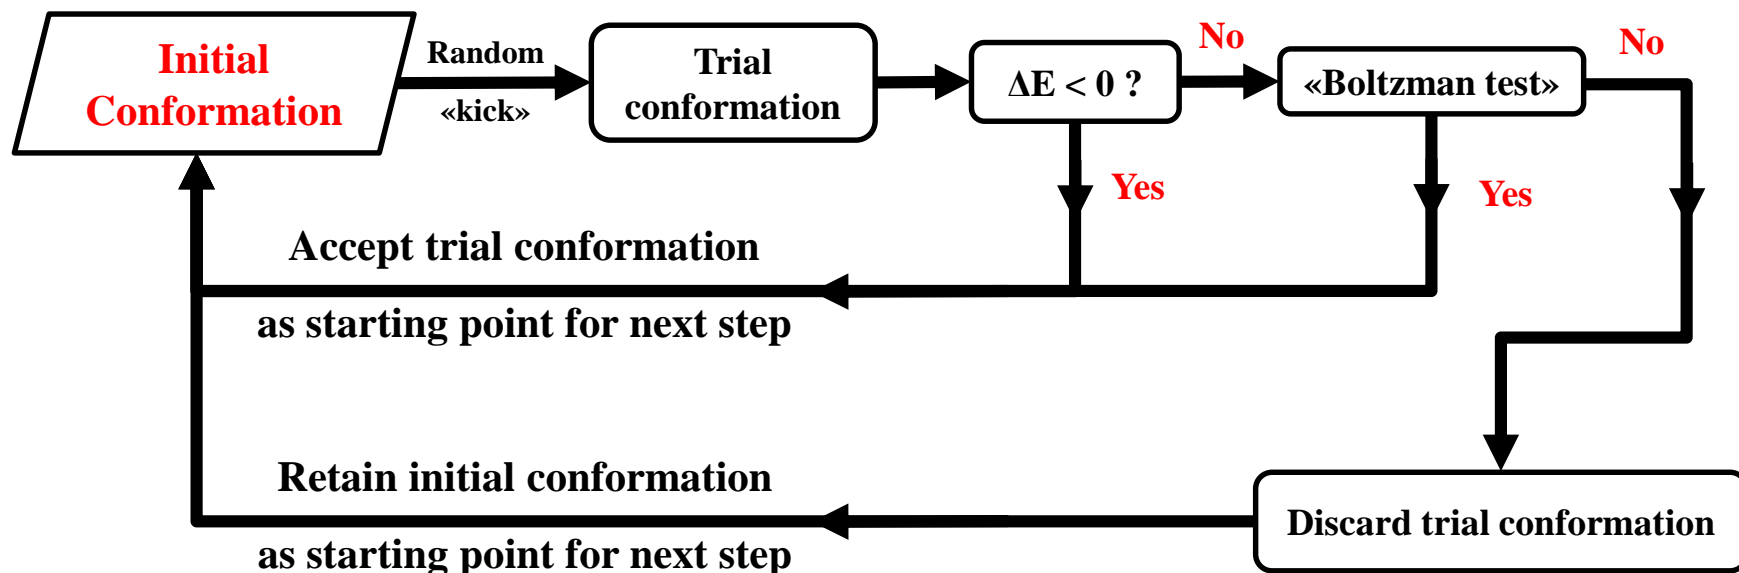 Initial
Conformation
Random
«kick»
Trial
conformation
ΔE < 0 ?
No
«Boltzman test»
No
Yes
Yes
Accept trial conformation
as starting point for next step
Retain initial conformation
as starting point for next step
Discard trial conformation